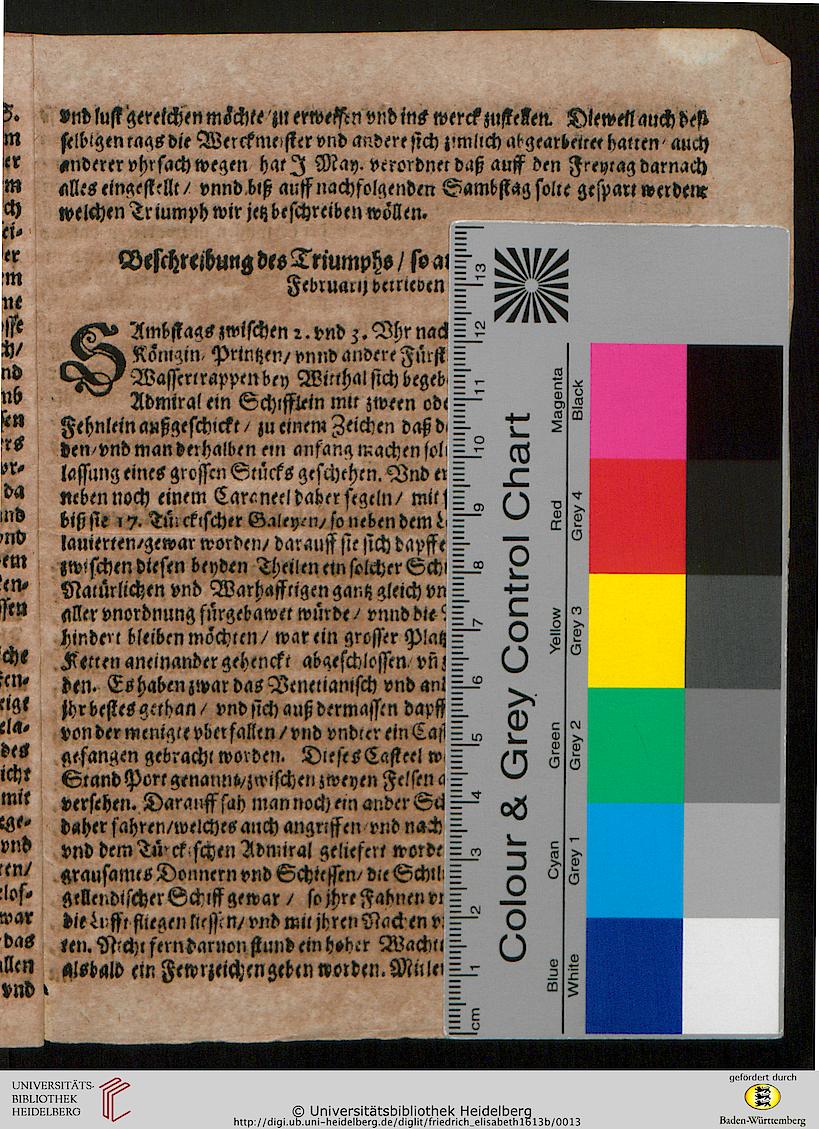 vnd lust gereichen möchte zu erweisen vnd ins werck zustellen. Dieweil auch deß
selbigen tags die Werckmeister vnd andere sich zimlich abgearbeitet hatten/ auch
anderer vhrsach wegen/ hat J May. verordnet daß auff den Freytag darnach
alles eingestellt / vnnd biß auff nachfolgenden Sambstag solte gespart werdenː
welchen Triumph wir jetz beschreiben wöllen.
Beschreibung des Triumphs / so
Februarij betrieben
SAmbstags zwischen 2. vnd 3. Vhr nach
Königin/ Printzen/ vnnd andere Fürst
Wassertrappen bey Witthal sich begeb
Admiral ein Schifflein mit zween ode
Fehnlein außgeschickt / zu einem Zeichen daß d
den/ vnd man derhalben ein anfang machen sol
lassung eines grossen Stücks geschehen. Vnd e
neben noch einem Carneel daher segeln/ mit
biß sie 17. Türckischer Galeyen/ so neben dem
lauierten/gewar worden/ darauff sie sich dapffe
zwischen diesen beyden Theilen ein solcher Sch
Natürlichen vnd Warhafftigen gantz gleich vn
aller vnordnung fürgebawet würde / vnnd die
hindert bleiben möchten / war ein grosser Platz
Ketten aneinander gehenckt abgeschlossen/ vn̄
den. Es haben zwar das Venetianisch vnd an
jhr bestes gethan / vnd sich auß dermassen dapff
von der menigte vberfallen / vnd vndter ein Cas
gefangen gebracht worden. Dieses Casteel w
Stand Port genannt/zwischen zweyen Felsen
versehen. Darauff sah man noch ein ander Sch
daher fahren/welches auch angriffen vnd nach
vnd dem Türckischen Admiral geliefert worde
grausames Donnern vnd Schiessen/ die Schif
gellendischer Schiff gewar / so jhre Fahnen vn
die Lufft fliegen liessen/ vnd mit jhren Nachen v
ten. Nicht fern daruon stund ein hoher Wacht
alsbald ein Fewrzeichen geben worden. Mitler
Colour & Grey Control Chart
Blue Cyan Green Yellow Red Magenta
White Grey 1 Grey 2 Grey 3 Grey 4 Black
cm 1 2 3 4 5 6 7 8 9 10 11 12 13
UNIVERSITÄTS-
BIBLIOTHEK
HEIDELBERG
© Universitätsbibliothek Heidelberg
http://digi.ub.uni-heidelberg.de/diglit/friedrich_elisabeth1613b/0013
gefördert durch
Baden-Württemberg